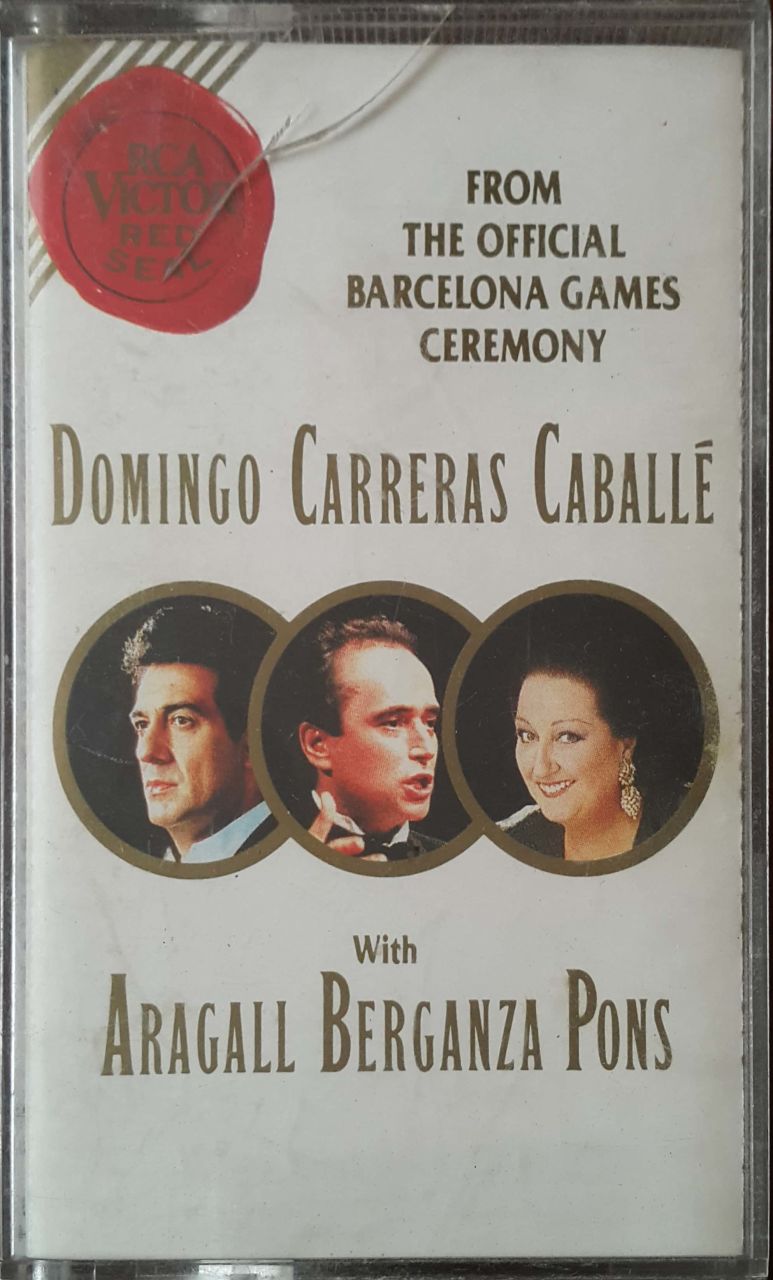 RCA
VICTOR
RED
SEAL
FROM
THE OFFICIAL
BARCELONA GAMES
CEREMONY
DOMINGO CARRERAS CABALLÉ
With
ARAGALL BERGANZA PONS